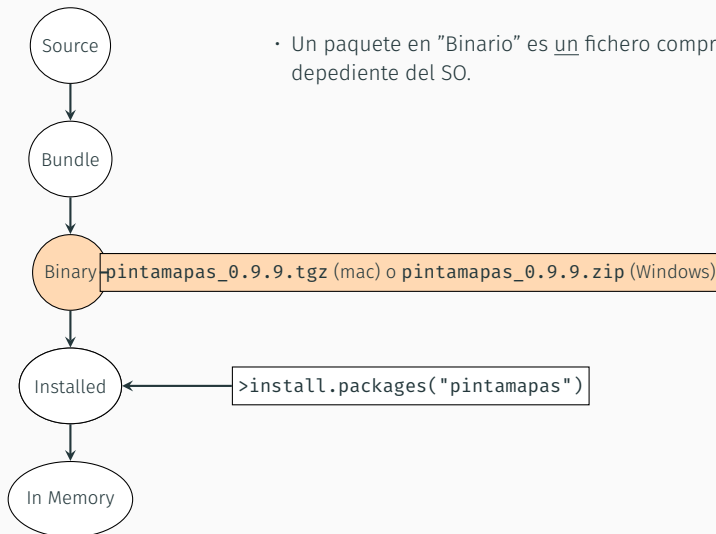 Source
• Un paquete en ”Binario” es un fichero compr
depediente del SO.
Bundle
Binary
pintamapas_0.9.9.tgz (mac) o pintamapas_0.9.9.zip (Windows)
Installed
>install.packages("pintamapas")
In Memory